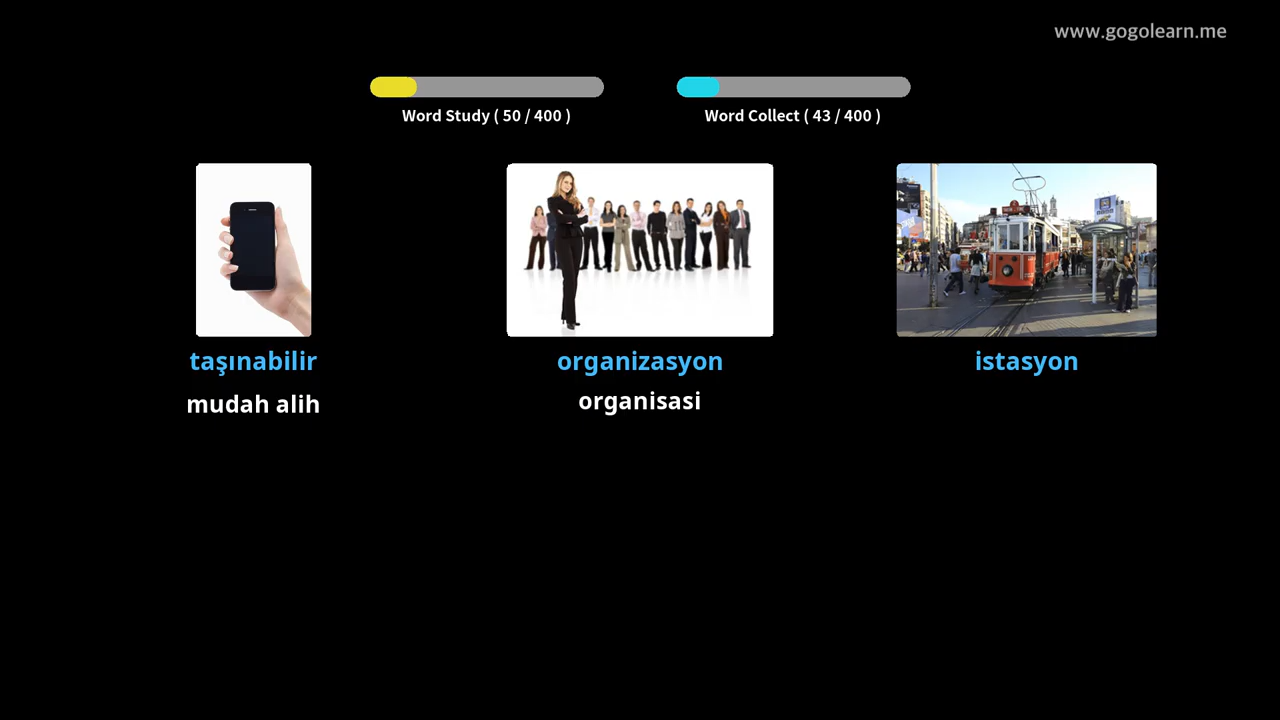 www.gogolearn.me
Word Study ( 50 / 400 )
Word Collect ( 43 / 400 )
taşınabilir
organizasyon
istasyon
mudah alih
organisasi